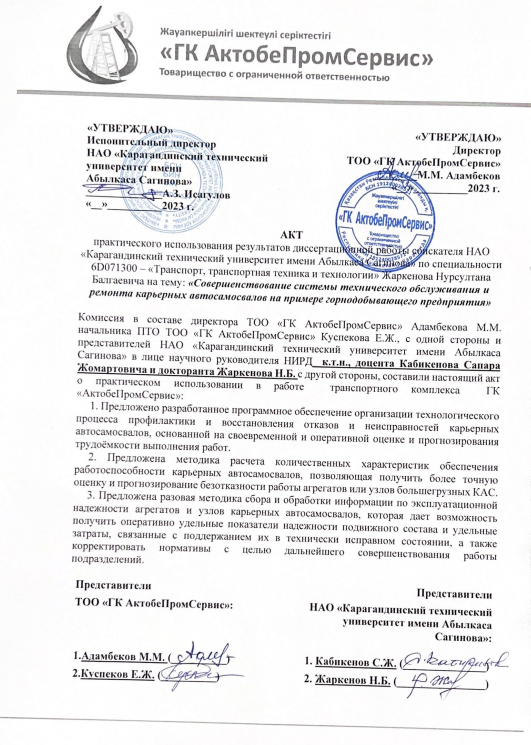 Жауапкершілігі шектеулі серіктестігі
«ГК АктобеПромСервис»
Товарищество с ограниченной ответственностью
«УТВЕРЖДАЮ»
Испонительный директор
НАО «Карагандинский технический
университет имени
Абылкаса Сагинова»
А.З. Исагулов
«__»__________2023 г.
«УТВЕРЖДАЮ»
Директор
ТОО «ГК АктобеПромСервис»
М.М. Адамбеков
2023 г.
Жауапкершілігі
шектеулі
серіктестігі
«ГК АктобеПромСервис»
Товарищество
с ограниченной
ответственностью
АКТ
практического использования результатов диссертационной работы соискателя НАО
«Карагандинский технический университет имени Абылкаса Сагинова» по специальности
6D071300 – «Транспорт, транспортная техника и технологии» Жаркенова Нурсултана
Балгаевича на тему: «Совершенствование системы технического обслуживания и
ремонта карьерных автосамосвалов на примере горнодобывающего предприятия»
Комиссия в составе директора ТОО «ГК АктобеПромСервис» Адамбекова М.М.
начальника ПТО ТОО «ГК АктобеПромСервис» Куспекова Е.Ж., с одной стороны и
представителей НАО «Карагандинский технический университет имени Абылкаса
Сагинова» в лице научного руководителя НИРД к.т.н., доцента Кабикенова Сапара
Жомартовича и докторанта Жаркенова Н.Б. с другой стороны, составили настоящий акт
о практическом использовании в работе транспортного комплекса ГК
«АктобеПромСервис»:
1. Предложено разработанное программное обеспечение организации технологического
процесса профилактики и восстановления отказов и неисправностей карьерных
автосамосвалов, основанной на своевременной и оперативной оценке и прогнозирования
трудоёмкости выполнения работ.
2. Предложена методика расчета количественных характеристик обеспечения
работоспособности карьерных автосамосвалов, позволяющая получить более точную
оценку и прогнозирование безотказности работы агрегатов или узлов большегрузных КАС.
3. Предложена разовая методика сбора и обработки информации по эксплуатационной
надежности агрегатов и узлов карьерных автосамосвалов, которая дает возможность
получить оперативно удельные показатели надежности подвижного состава и удельные
затраты, связанные с поддержанием их в технически исправном состоянии, а также
корректировать нормативы с целью дальнейшего совершенствования работы
подразделений.
Представители
ТОО «ГК АктобеПромСервис»:
1.Адамбеков М.М. (
)
2.Куспеков Е.Ж. (
)
Представители
НАО «Карагандинский технический
университет имени Абылкаса
Сагинова»:
1. Кабикенов С.Ж. (
)
2. Жаркенов Н.Б. (
)